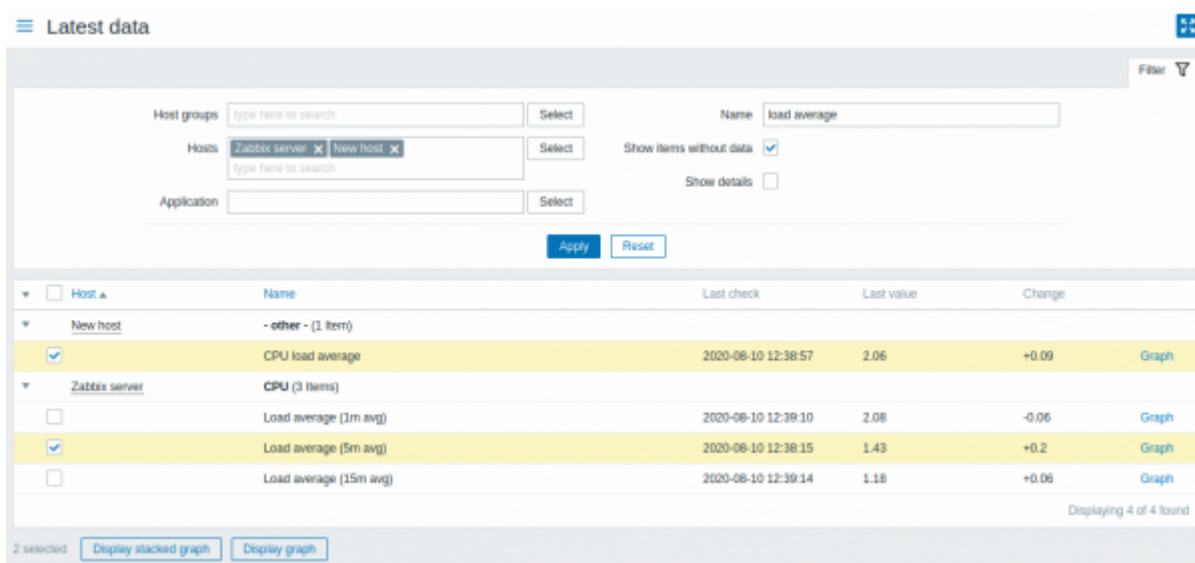 Latest data
Filter
Host groups type here to search Select Name load average
Hosts Zabbix server New host Select Show items without data
type here to search
Show details
Application Select
Apply Reset
Host Name Last check Last value Change
New host - other - (1 Item)
CPU load average 2020-08-10 12:38:57 2.06 +0.09 Graph
Zabbix server CPU (3 Items)
Load average (1m avg) 2020-08-10 12:39:10 2.08 -0.06 Graph
Load average (5m avg) 2020-08-10 12:38:15 1.43 +0.2 Graph
Load average (15m avg) 2020-08-10 12:39:14 1.18 +0.06 Graph
Displaying 4 of 4 found
2 selected Display stacked graph Display graph